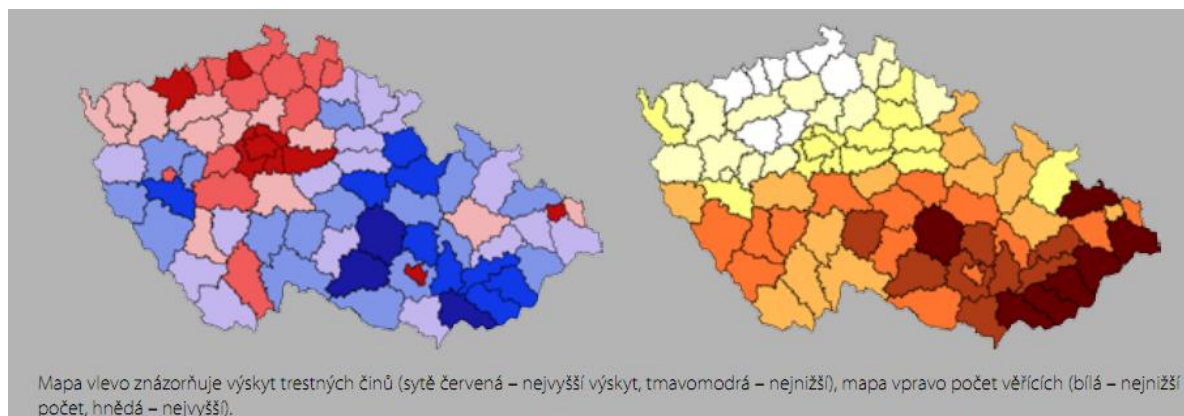 Mapa vlevo znázorňuje výskyt trestných činů (sytě červená – nejvyšší výskyt, tmavomodrá – nejnižší), mapa vpravo počet věřících (bílá – nejnižší
počet, hnědá – nejvyšší).